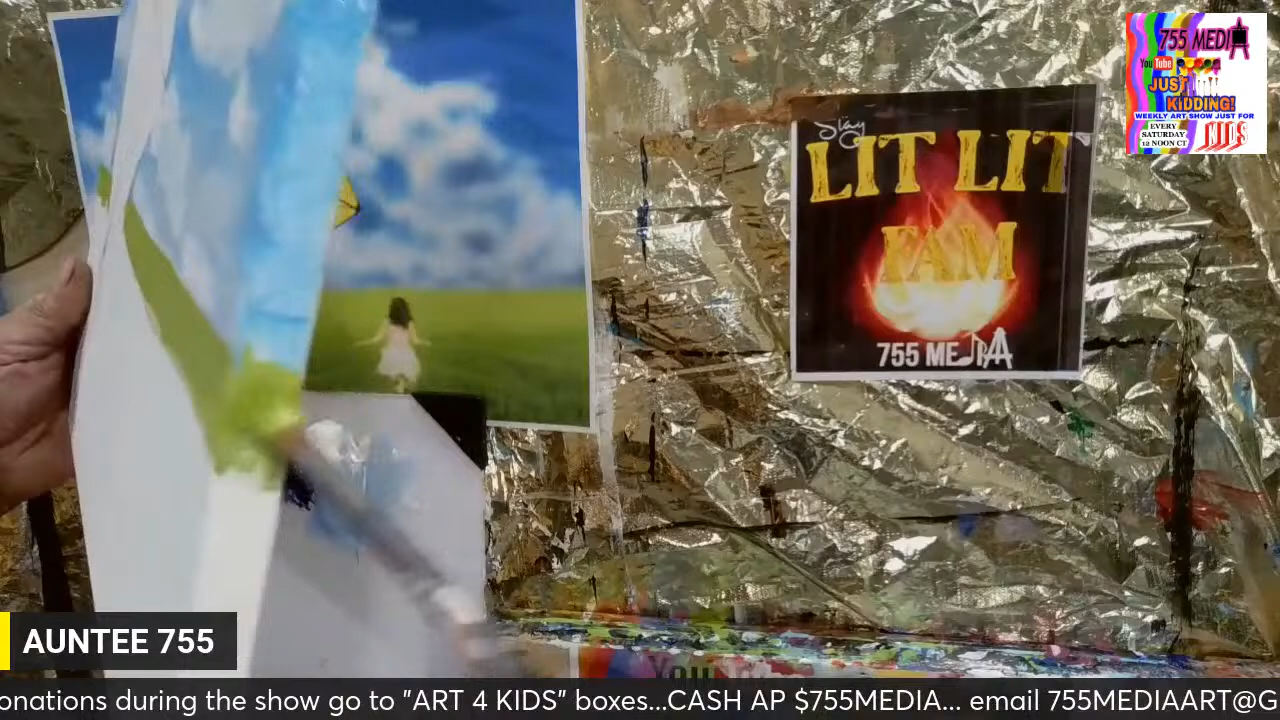 755 MEDIA
YouTube
JUST
KiDDiNG!
WEEKLY ART SHOW JUST FOR
EVERY
SATURDAY
12 NOON CT
KIDS
Stay
LIT LIT
FAM
755 MEDIA
AUNTEE 755
onations during the show go to "ART 4 KIDS" boxes...CASH AP $755MEDIA... email 755MEDIAART@G